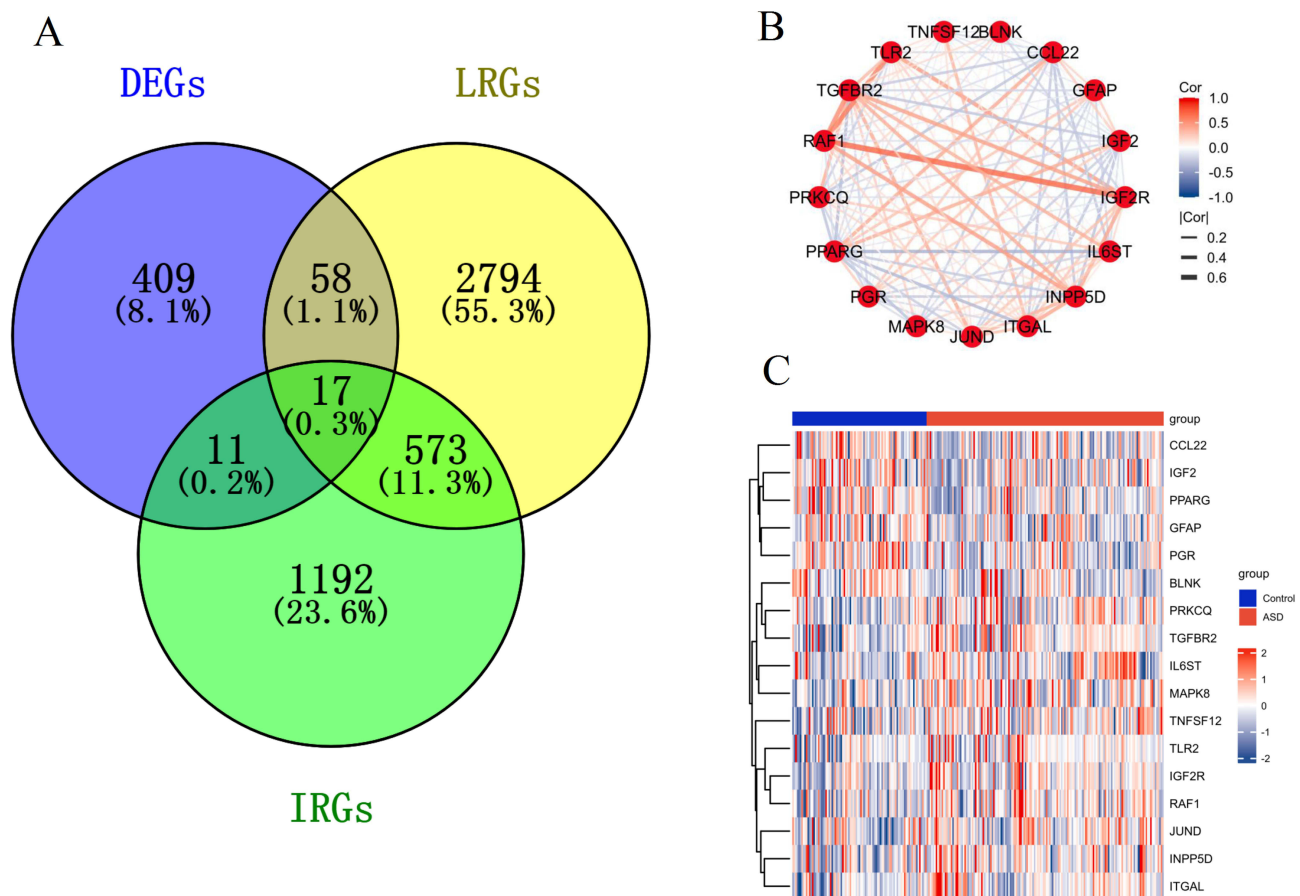 A
DEGs
LRGs
409
(8.1%)
58
(1.1%)
2794
(55.3%)
17
(0.3%)
11
(0.2%)
573
(11.3%)
1192
(23.6%)
IRGs
B
TNFSF12
BLNK
TLR2
CCL22
TGFBR2
GFAP
RAF1
IGF2
PRKCQ
IGF2R
PPARG
IL6ST
PGR
INPP5D
MAPK8
JUND
ITGAL
Cor
1.0
0.5
0.0
-0.5
-1.0
|Cor|
0.2
0.4
0.6
C
group
CCL22
IGF2
PPARG
GFAP
PGR
BLNK
PRKCQ
TGFBR2
IL6ST
MAPK8
TNFSF12
TLR2
IGF2R
RAF1
JUND
INPP5D
ITGAL
group
Control
ASD
2
1
0
-1
-2